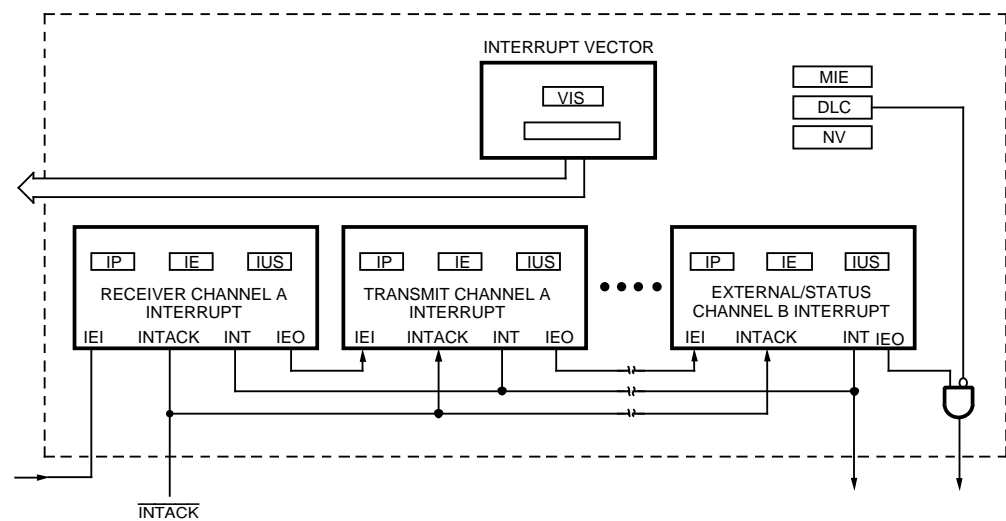 INTERRUPT VECTOR
VIS
MIE
DLC
NV
IP IE IUS
RECEIVER CHANNEL A
INTERRUPT
IEI INTACK INT IEO
IP IE IUS
TRANSMIT CHANNEL A
INTERRUPT
IEI INTACK INT IEO
IP IE IUS
EXTERNAL/STATUS
CHANNEL B INTERRUPT
IEI INTACK INT IEO
INTACK